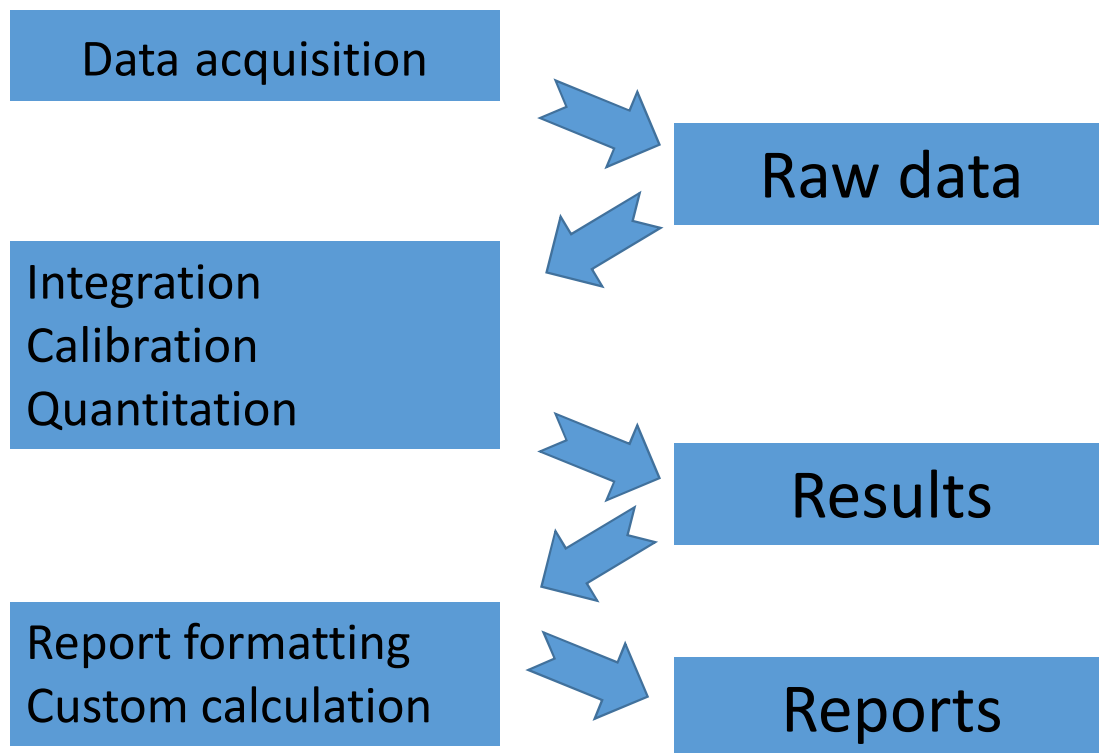 Data acquisition
Raw data
Integration
Calibration
Quantitation
Results
Report formatting
Custom calculation
Reports